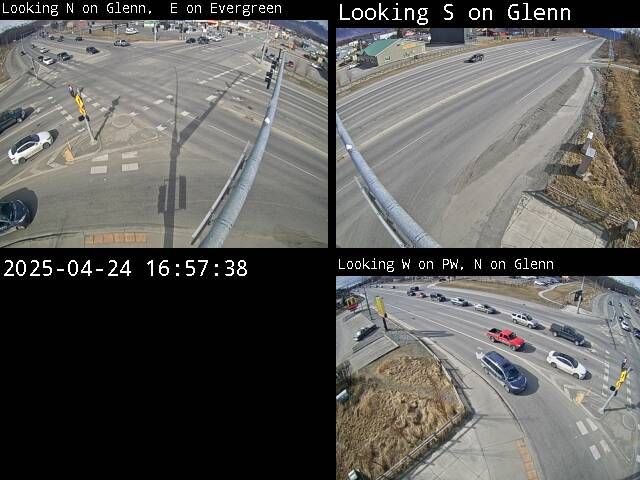 Looking N on Glenn,  E on Evergreen
Looking S on Glenn
2025-04-24 16:57:38
Looking W on PW, N on Glenn